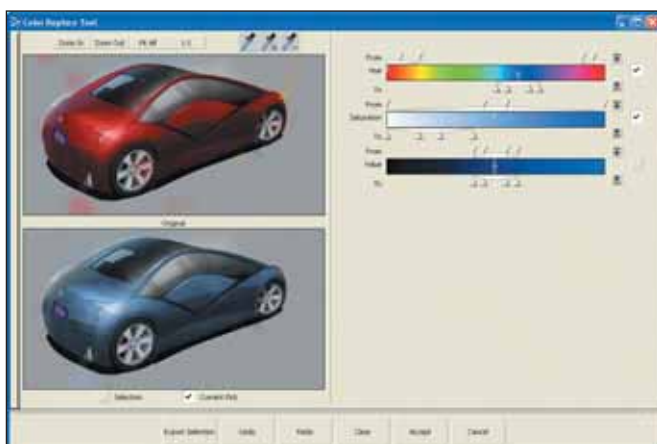 Color Replace Tool
Zoom In Zoom Out Fit All 1:1
Original
Selection Current Pick
From
Hue
To
From
Saturation
To
From
Value
To
Export Selection Undo Redo Clear Accept Cancel